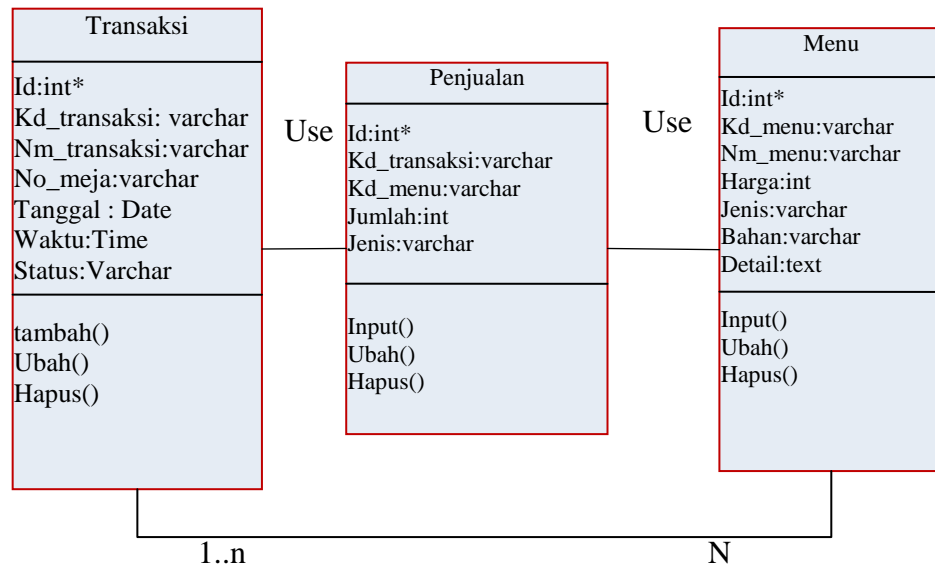 Transaksi
Id:int*
Kd_transaksi: varchar
Nm_transaksi:varchar
No_meja:varchar
Tanggal : Date
Waktu:Time
Status:Varchar
tambah()
Ubah()
Hapus()
Use
Penjualan
Id:int*
Kd_transaksi:varchar
Kd_menu:varchar
Jumlah:int
Jenis:varchar
Input()
Ubah()
Hapus()
Use
Menu
Id:int*
Kd_menu:varchar
Nm_menu:varchar
Harga:int
Jenis:varchar
Bahan:varchar
Detail:text
Input()
Ubah()
Hapus()
1..n
N